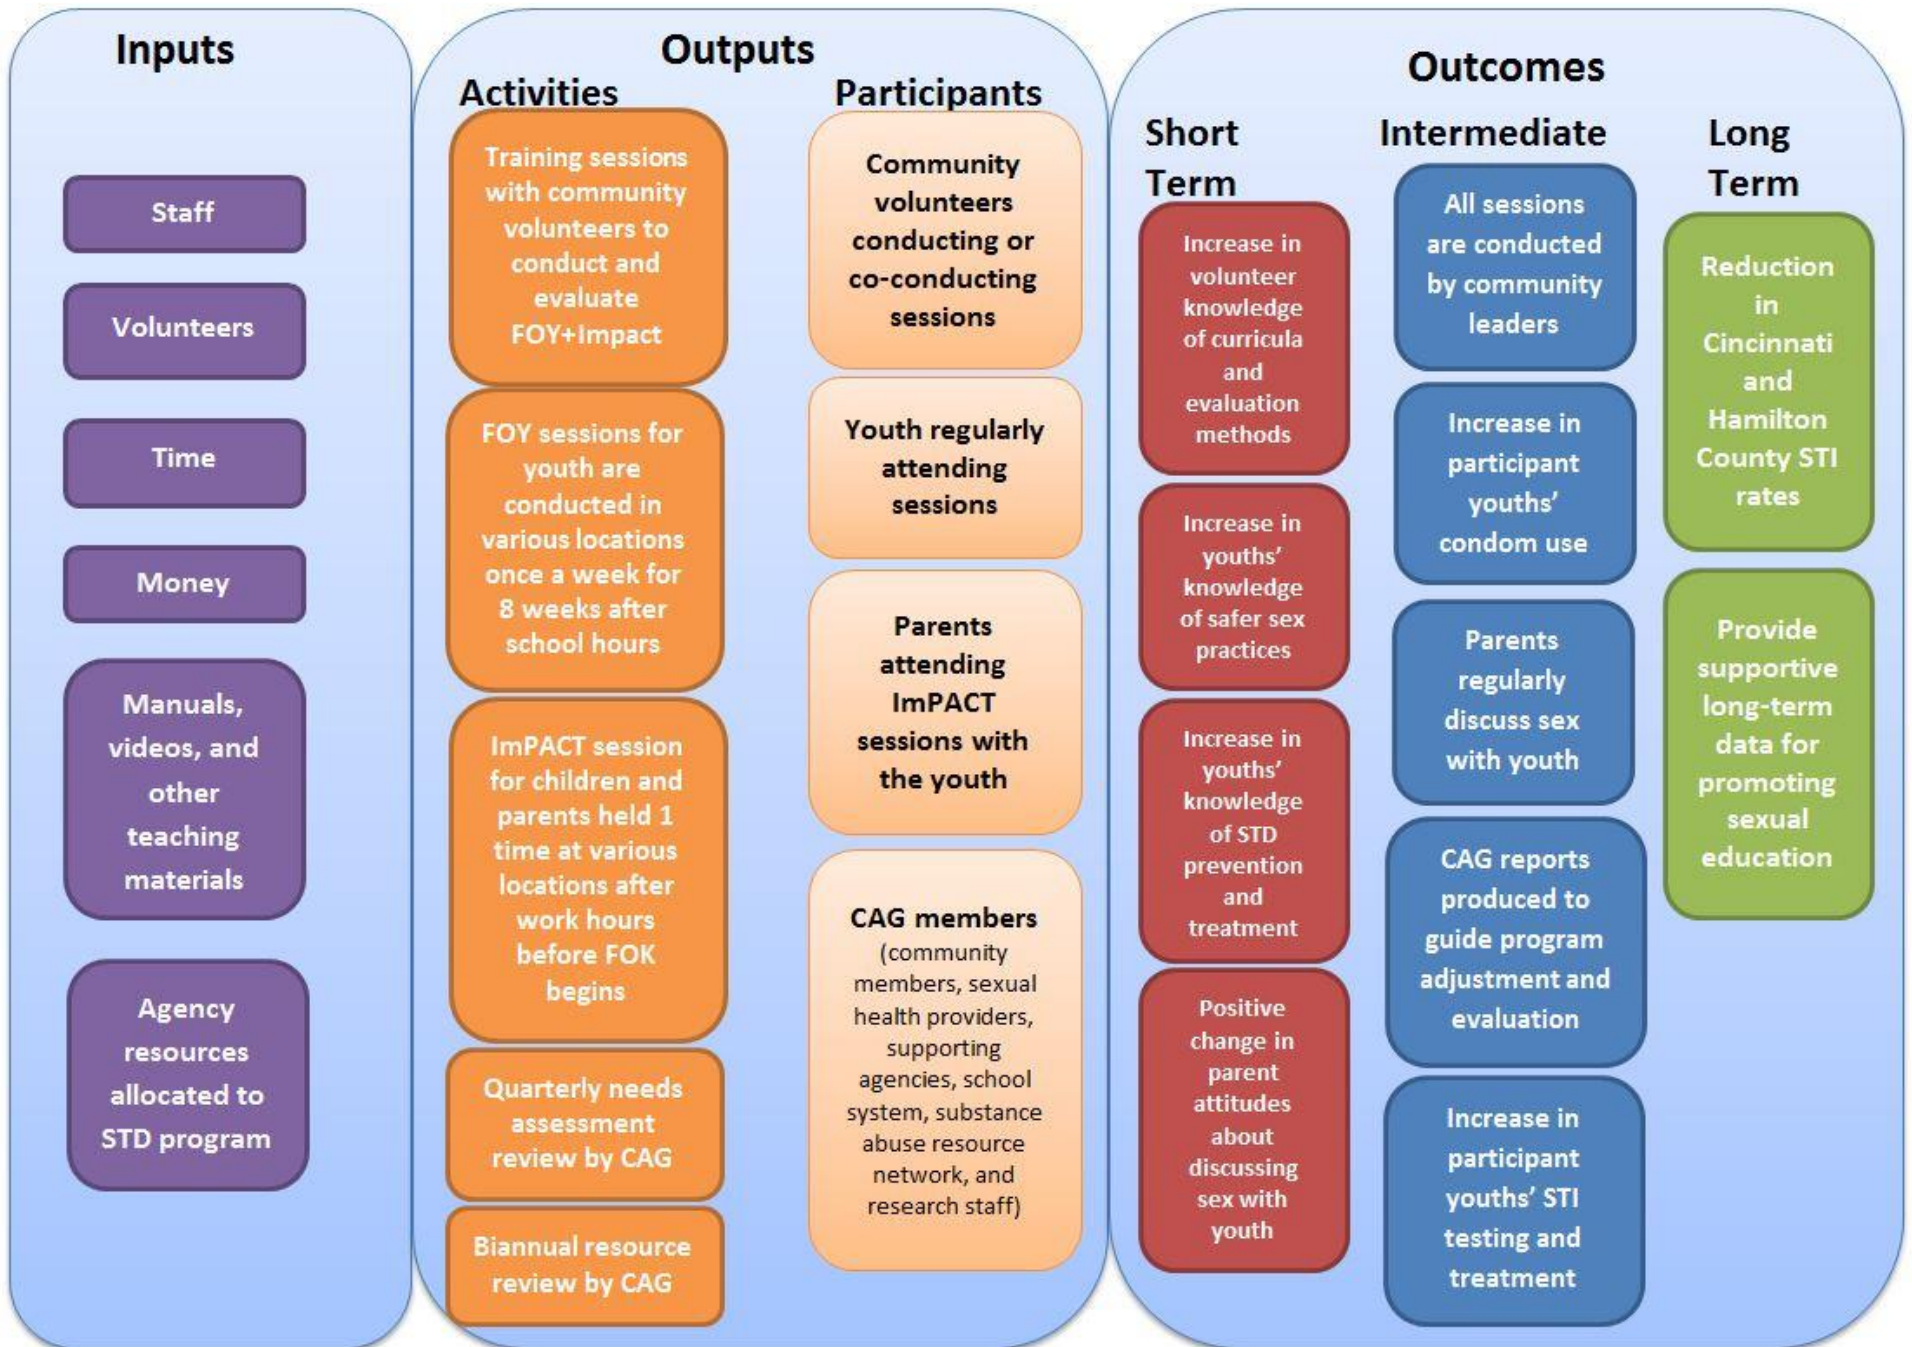 Inputs
Staff
Volunteers
Time
Money
Manuals,
videos, and
other
teaching
materials
Agency
resources
allocated to
STD program
Outputs
Activities
Training sessions
with community
volunteers to
conduct and
evaluate
FOY+Impact
FOY sessions for
youth are
conducted in
various locations
once a week for
8 weeks after
school hours
ImPACT session
for children and
parents held 1
time at various
locations after
work hours
before FOK
begins
Quarterly needs
assessment
review by CAG
Biannual resource
review by CAG
Participants
Community
volunteers
conducting or
co-conducting
sessions
Youth regularly
attending
sessions
Parents
attending
ImPACT
sessions with
the youth
CAG members
(community
members, sexual
health providers,
supporting
agencies, school
system, substance
abuse resource
network, and
research staff)
Outcomes
Short
Term
Increase in
volunteer
knowledge
of curricula
and
evaluation
methods
Increase in
youths’
knowledge
of safer sex
practices
Increase in
youths’
knowledge
of STD
prevention
and
treatment
Positive
change in
parent
attitudes
about
discussing
sex with
youth
Intermediate
All sessions
are conducted
by community
leaders
Increase in
participant
youths’
condom use
Parents
regularly
discuss sex
with youth
CAG reports
produced to
guide program
adjustment and
evaluation
Increase in
participant
youths’ STI
testing and
treatment
Long
Term
Reduction
in
Cincinnati
and
Hamilton
County STI
rates
Provide
supportive
long-term
data for
promoting
sexual
education